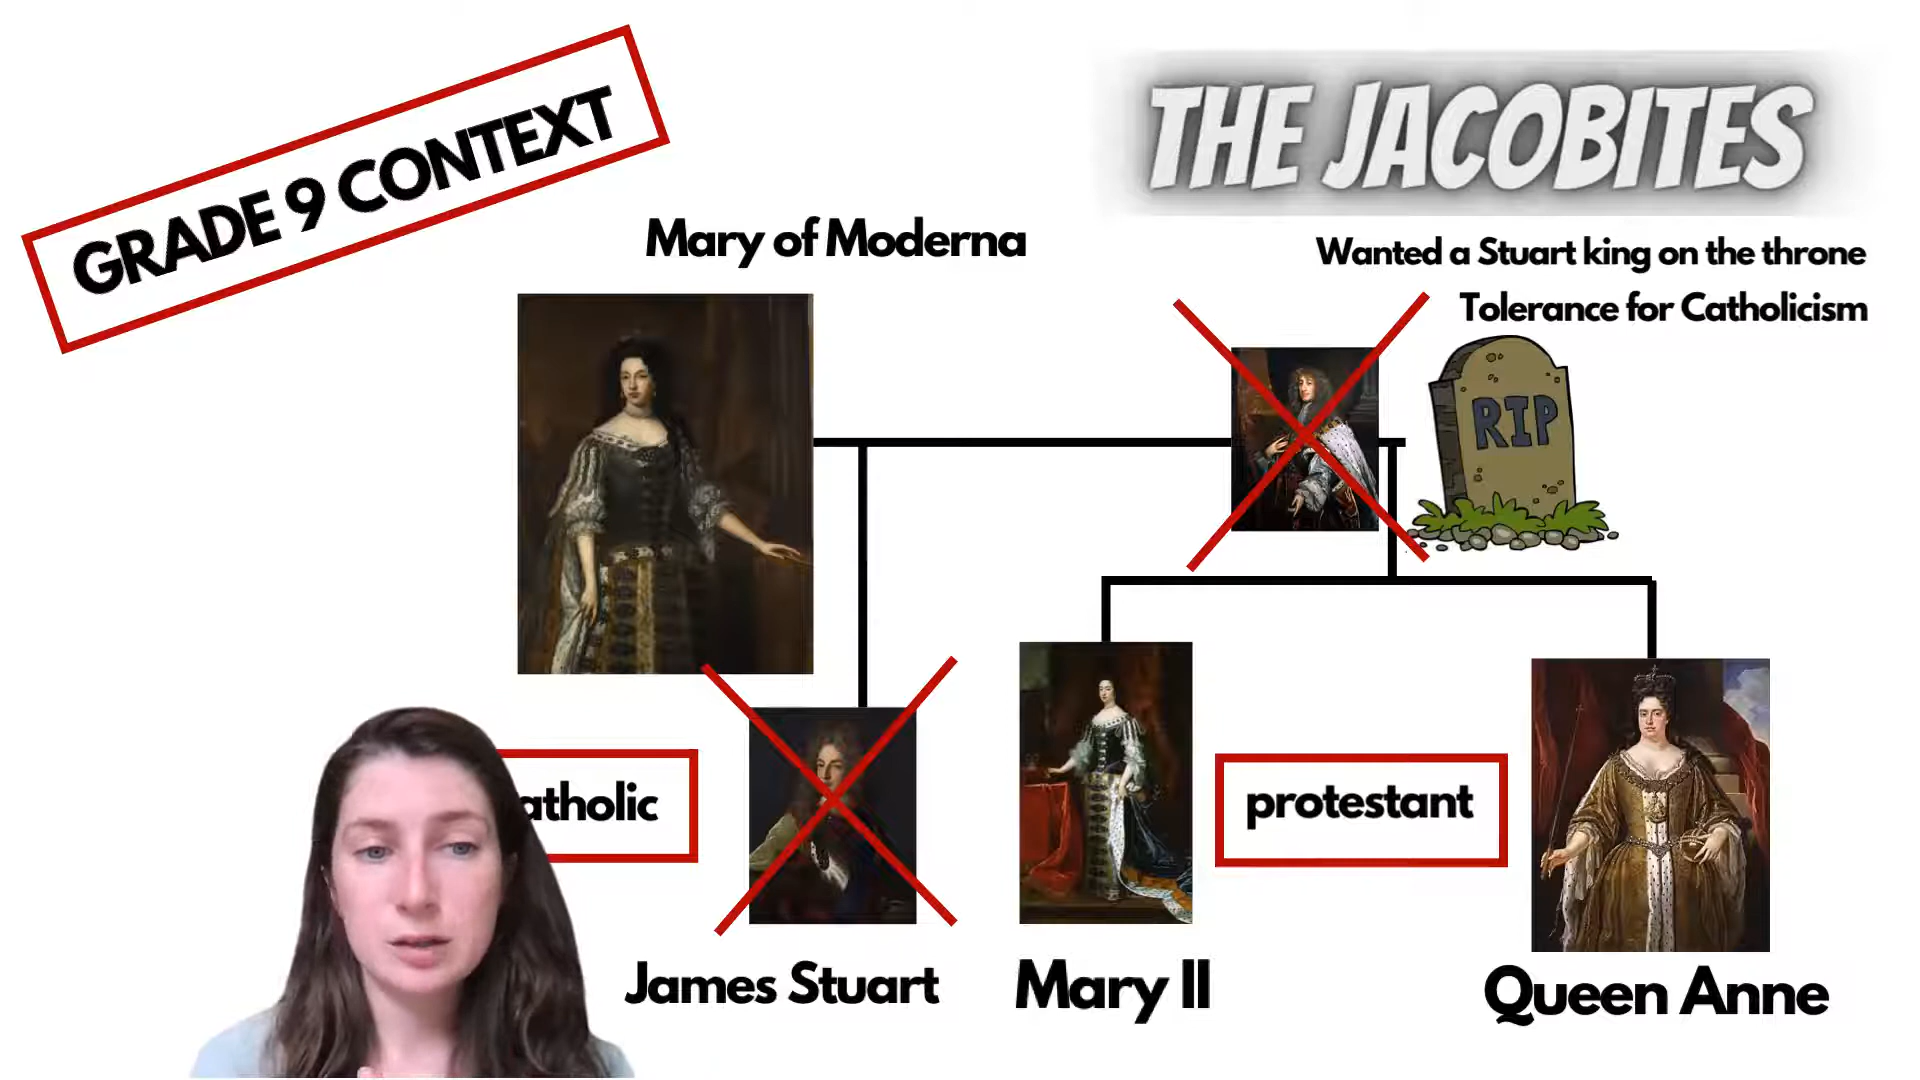 GRADE 9 CONTEXT
THE JACOBITES
Mary of Moderna
Wanted a Stuart king on the throne
Tolerance for Catholicism
RIP
atholic
protestant
James Stuart
Mary II
Queen Anne